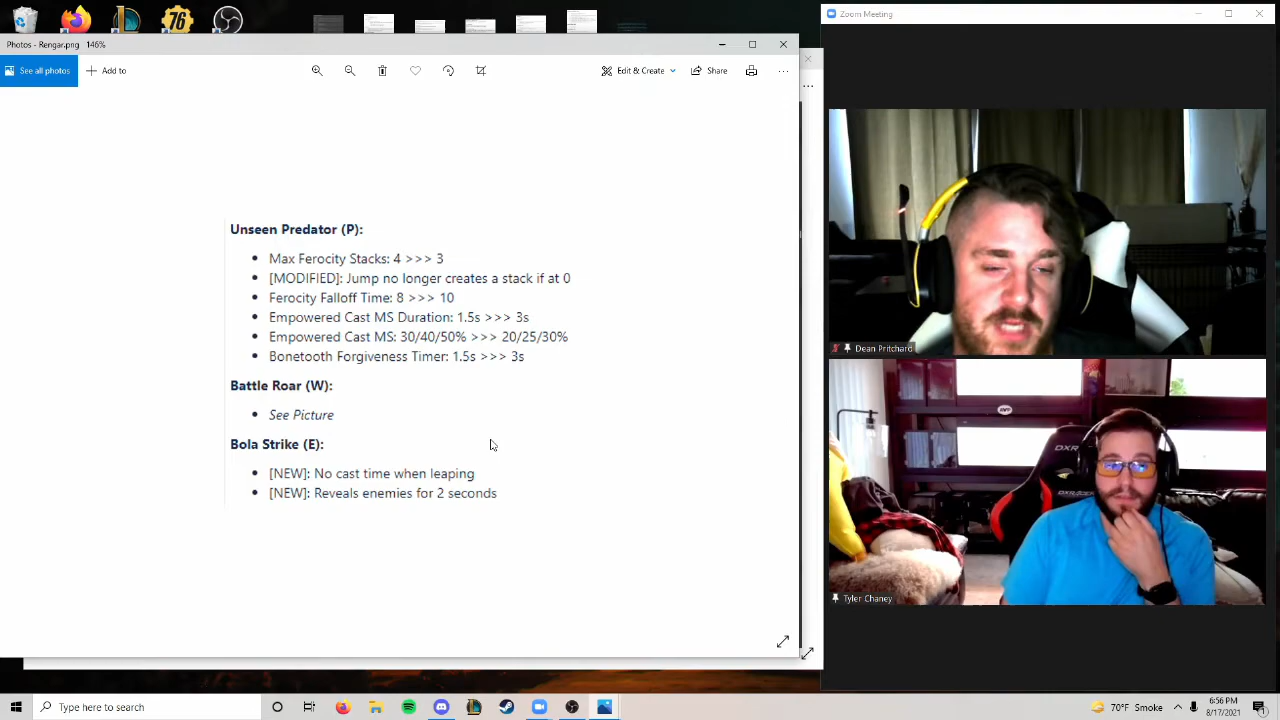 76
Photos - Rengar.png 146%
See all photos
Add to
Edit & Create
Share
Unseen Predator (P):
Max Ferocity Stacks: 4 >>> 3
[MODIFIED]: Jump no longer creates a stack if at 0
Ferocity Falloff Time: 8 >>> 10
Empowered Cast MS Duration: 1.5s >>> 3s
Empowered Cast MS: 30/40/50% >>> 20/25/30%
Bonetooth Forgiveness Timer: 1.5s >>> 3s
Battle Roar (W):
See Picture
Bola Strike (E):
[NEW]: No cast time when leaping
[NEW]: Reveals enemies for 2 seconds
Zoom Meeting
Dean Pritchard
DXR
Tyler Chaney
Type here to search
70°F Smoke
6:56 PM
8/17/2021